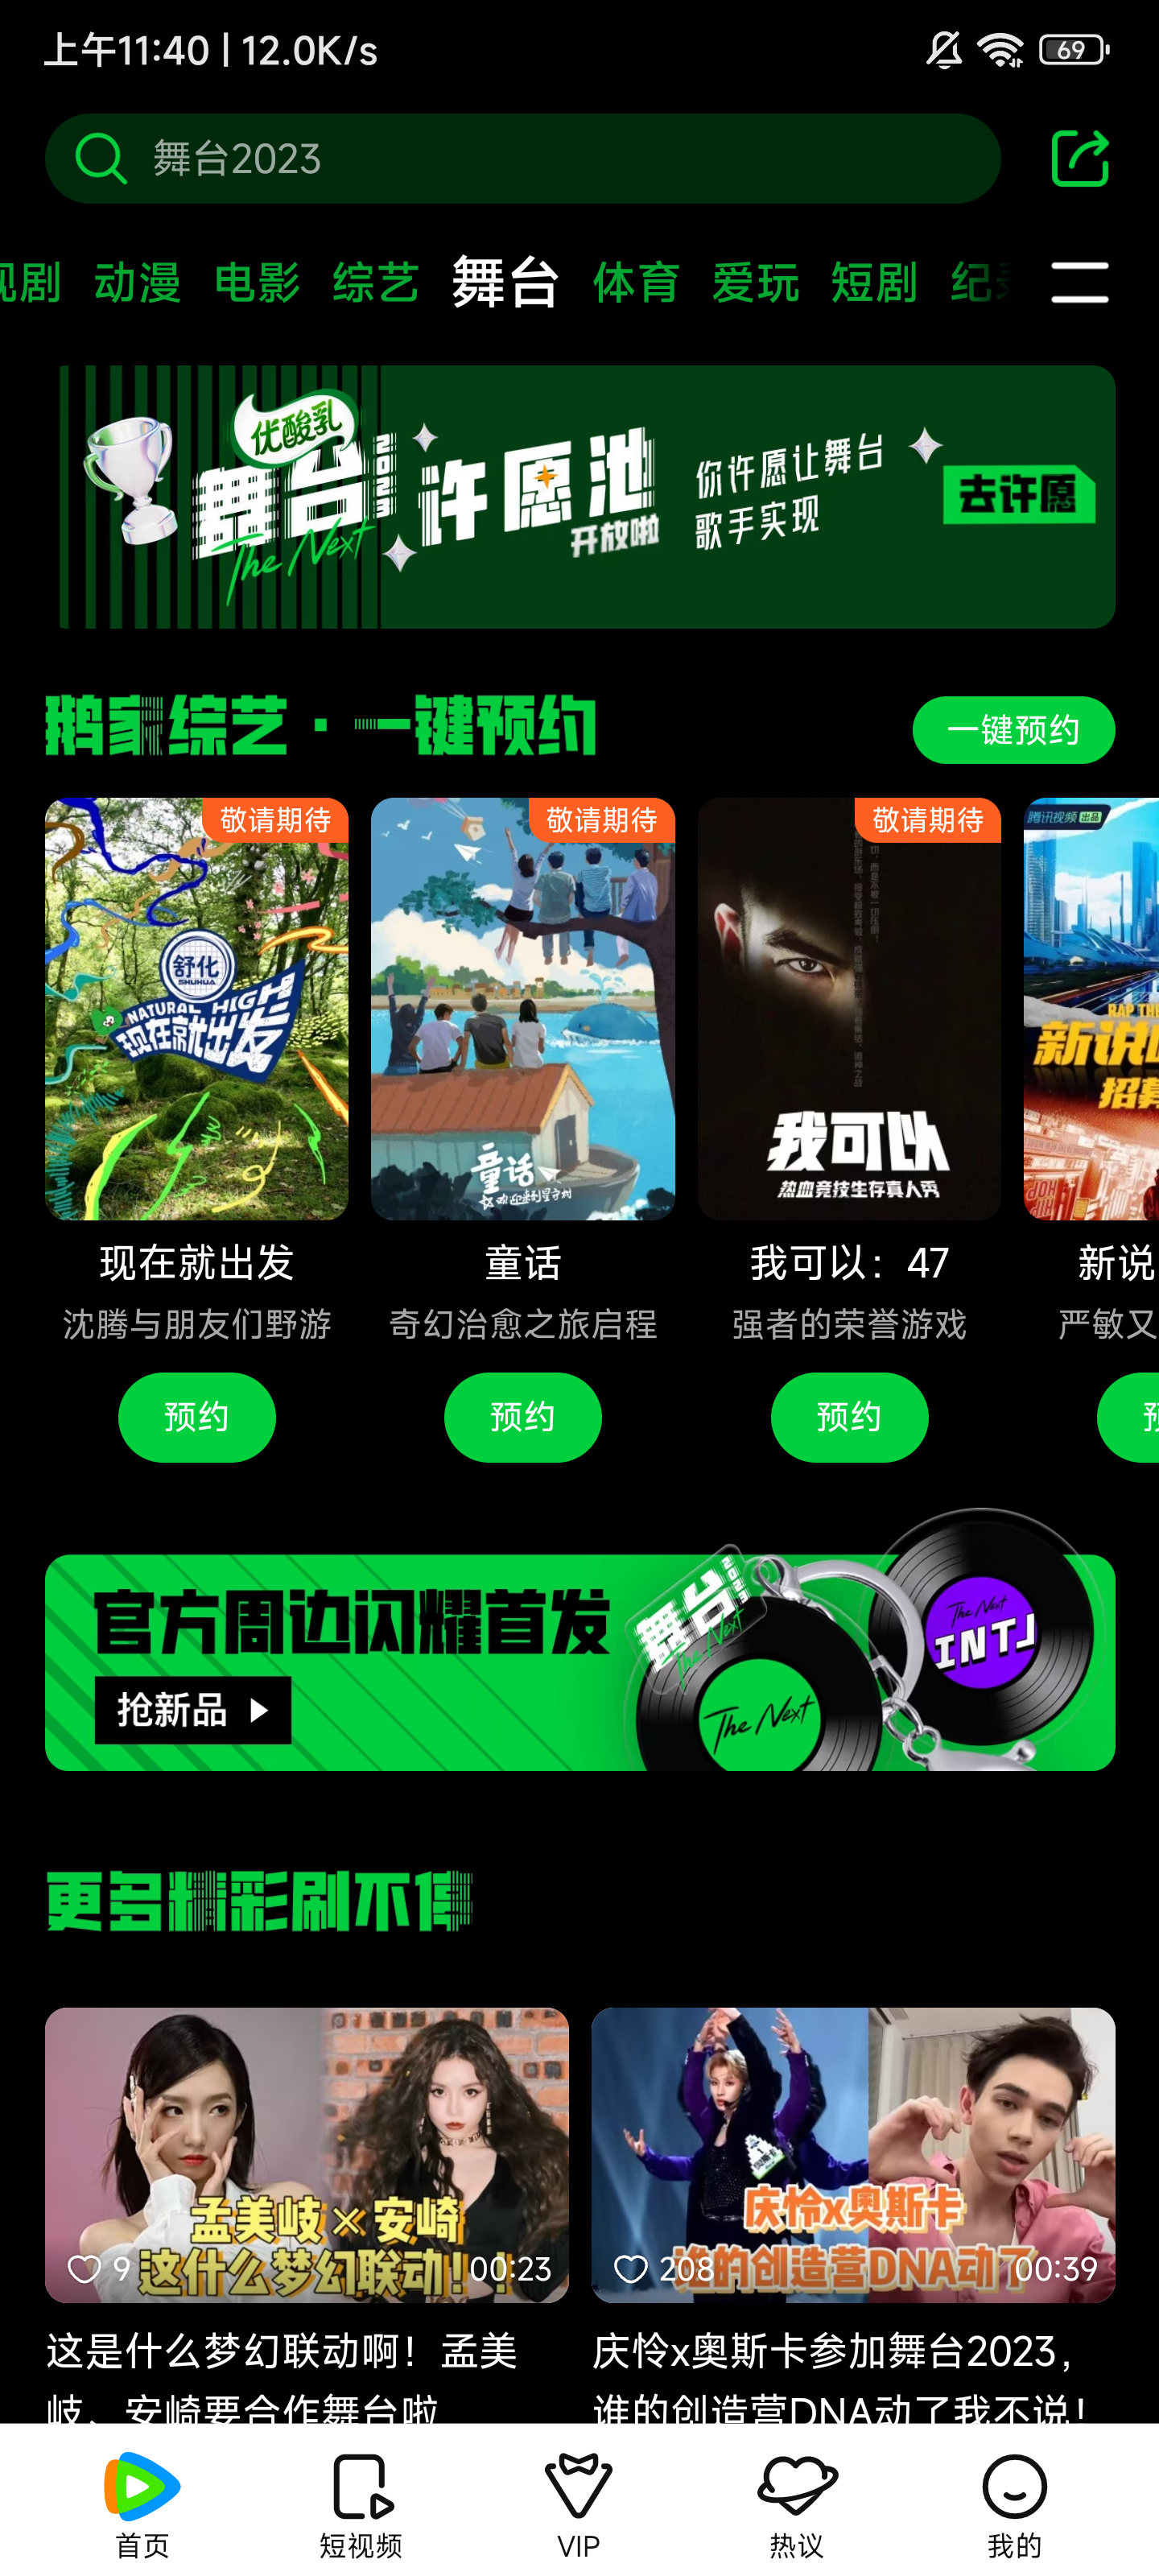 上午11:40 | 12.0K/s
69
舞台2023
视剧 动漫 电影 综艺 舞台 体育 爱玩 短剧 纪录
优酸乳
舞台2023
The Next
许愿池
开放啦
你许愿让舞台
歌手实现
去许愿
鹅家综艺·一键预约
一键预约
敬请期待
舒化
SHUHUA
NATURAL HIGH
现在就出发
敬请期待
童话
敬请期待
我可以
热血竞技生存真人秀
腾讯视频 出品
RAP THE
新说
招募
现在就出发
沈腾与朋友们野游
预约
童话
奇幻治愈之旅启程
预约
我可以：47
强者的荣誉游戏
预约
新说
严敏又
预
官方周边闪耀首发
抢新品
舞台2023
The Next
The Next
The Next
INTJ
更多精彩刷不停
孟美岐×安崎
这什么梦幻联动！！
9
00:23
庆怜x奥斯卡
谁的创造营DNA动了
208
00:39
这是什么梦幻联动啊！孟美
岐、安崎要合作舞台啦
庆怜x奥斯卡参加舞台2023，
谁的创造营DNA动了我不说！
首页
短视频
VIP
热议
我的